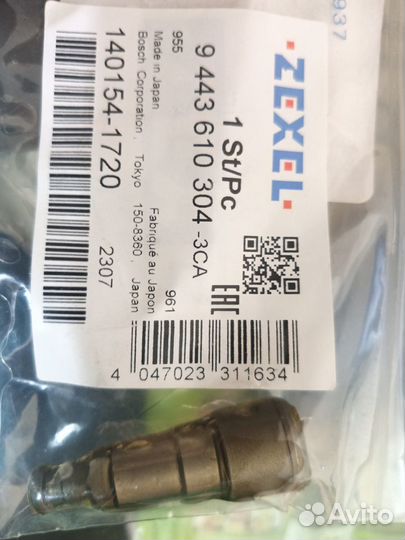 937
ZEXEL
1 St/Pc
9 443 610 304 -3CA
955
961
Made in Japan Fabriqué au Japon
Bosch Corporation, Tokyo 150-8360, Japan
140154-1720 2307
EAC
4 047023 311634
Avito